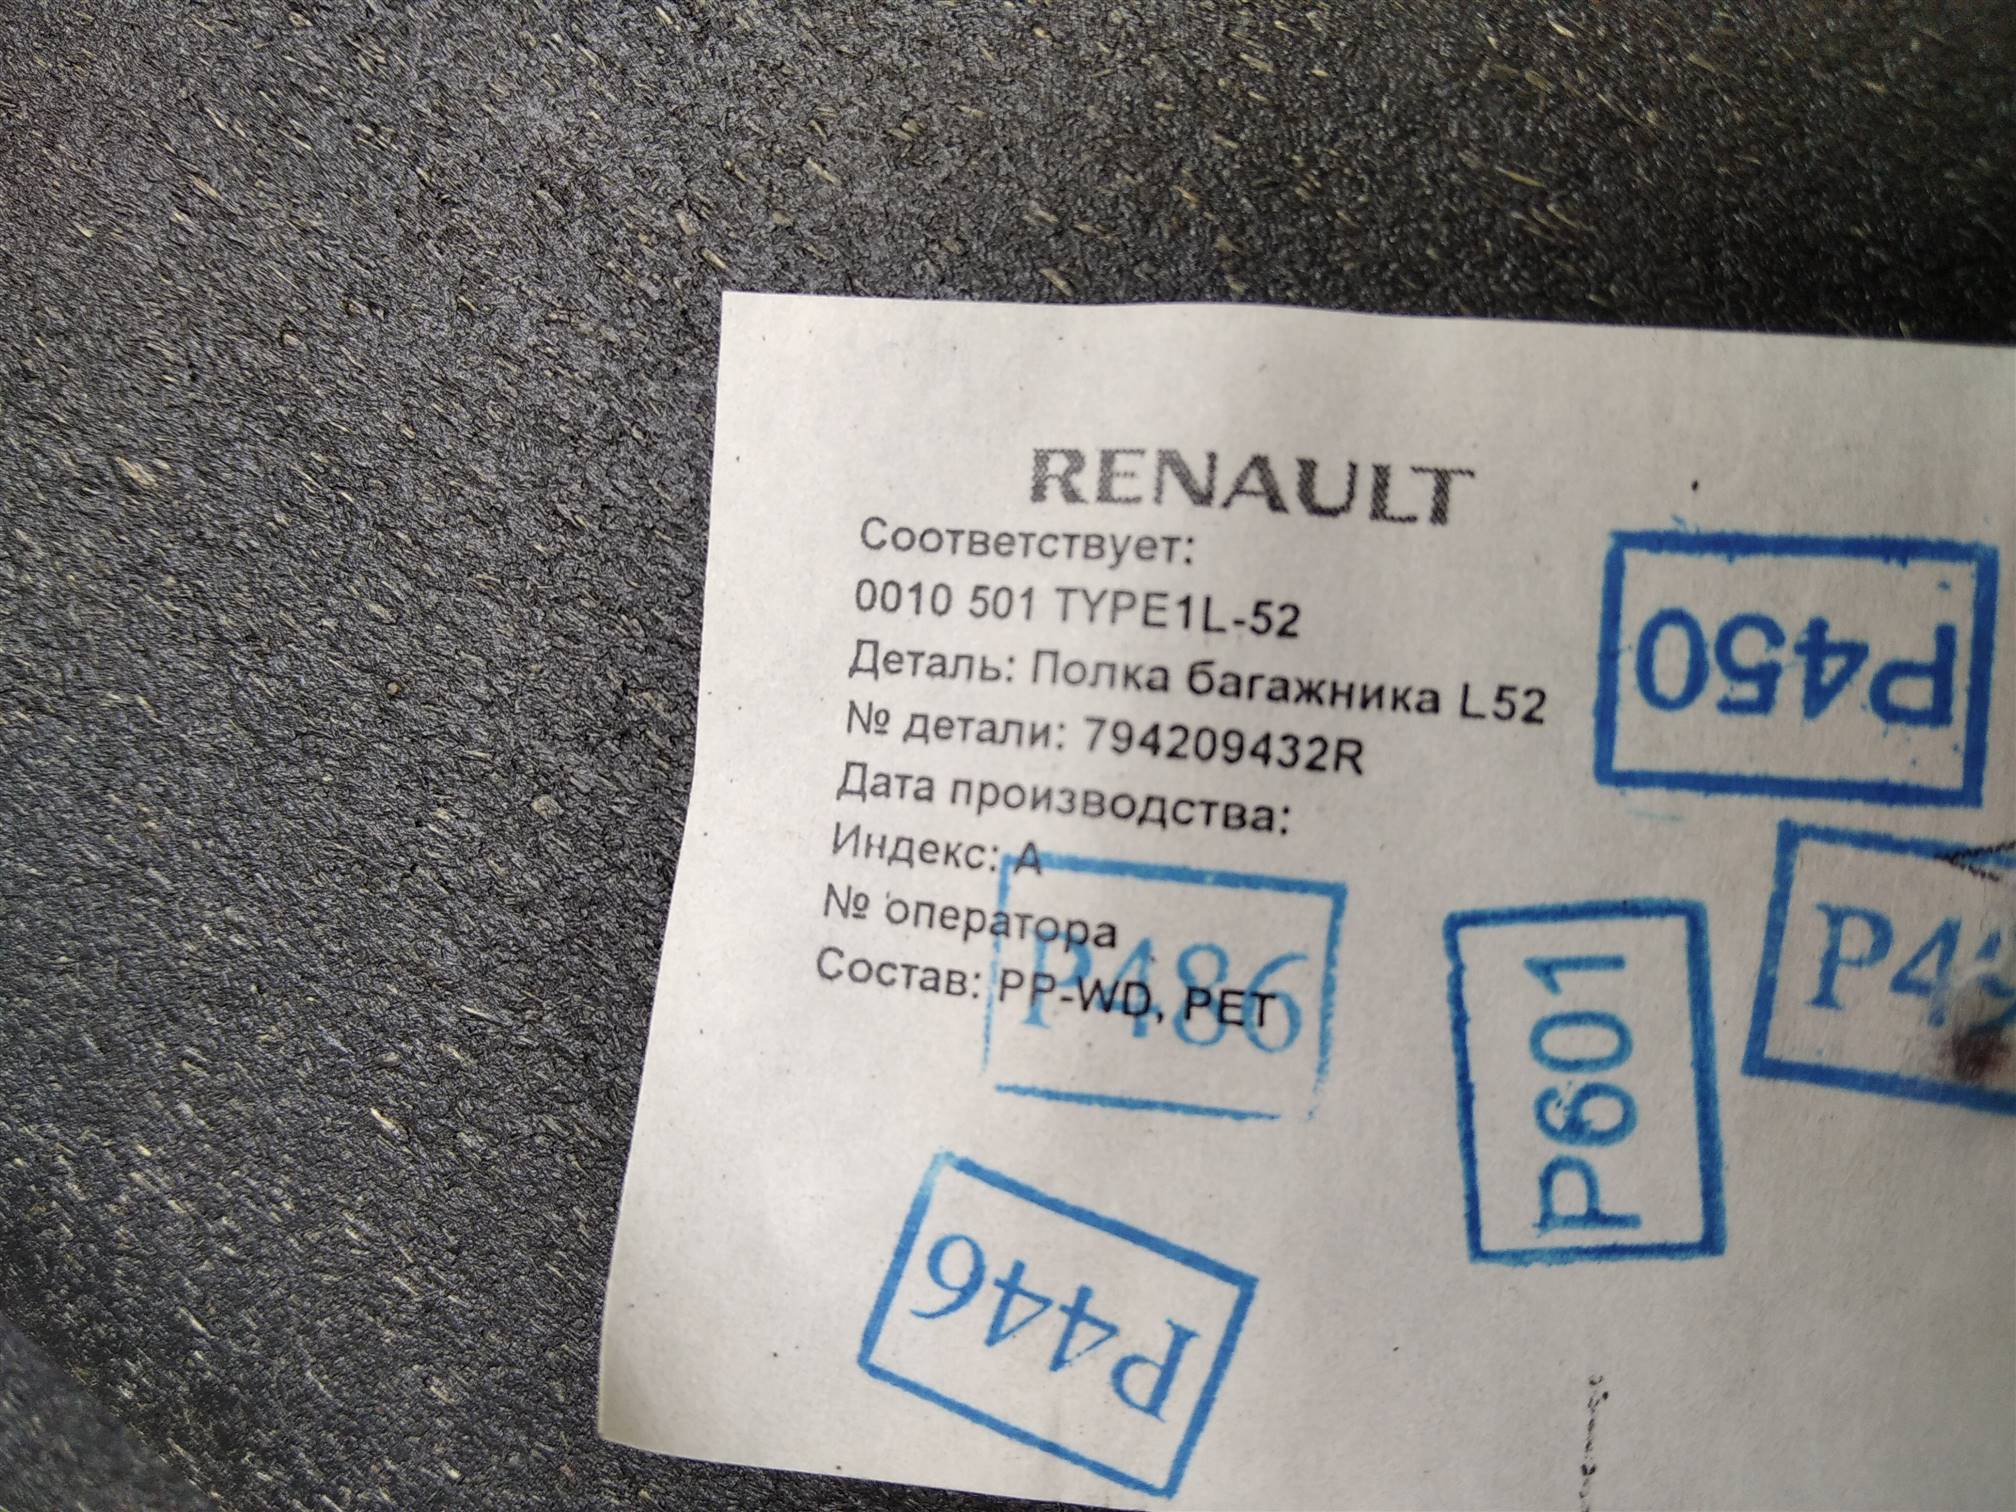 RENAULT
Соответствует:
0010 501 TYPE1L-52
Деталь: Полка багажника L52
№ детали: 794209432R
Дата производства:
Индекс: А
№ оператора
Состав: PP-WD, PET
P450
P486
P601
P446